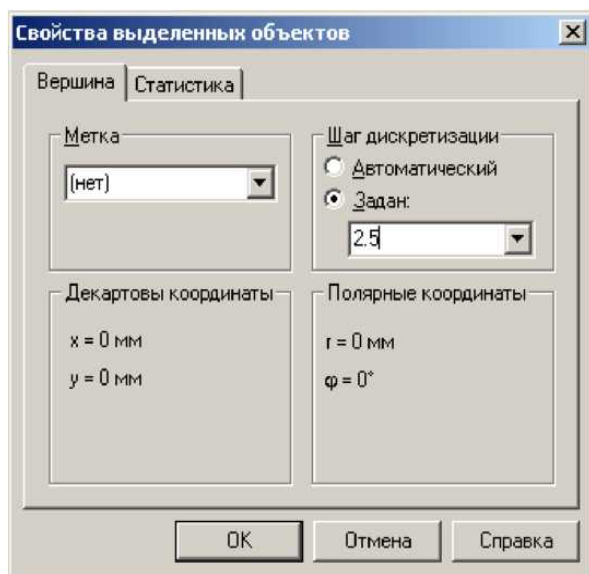 Свойства выделенных объектов
Вершина Статистика
Метка
(нет)
Шаг дискретизации
Автоматический
Задан:
2.5
Декартовы координаты
x = 0 мм
y = 0 мм
Полярные координаты
r = 0 мм
φ = 0°
OK Отмена Справка